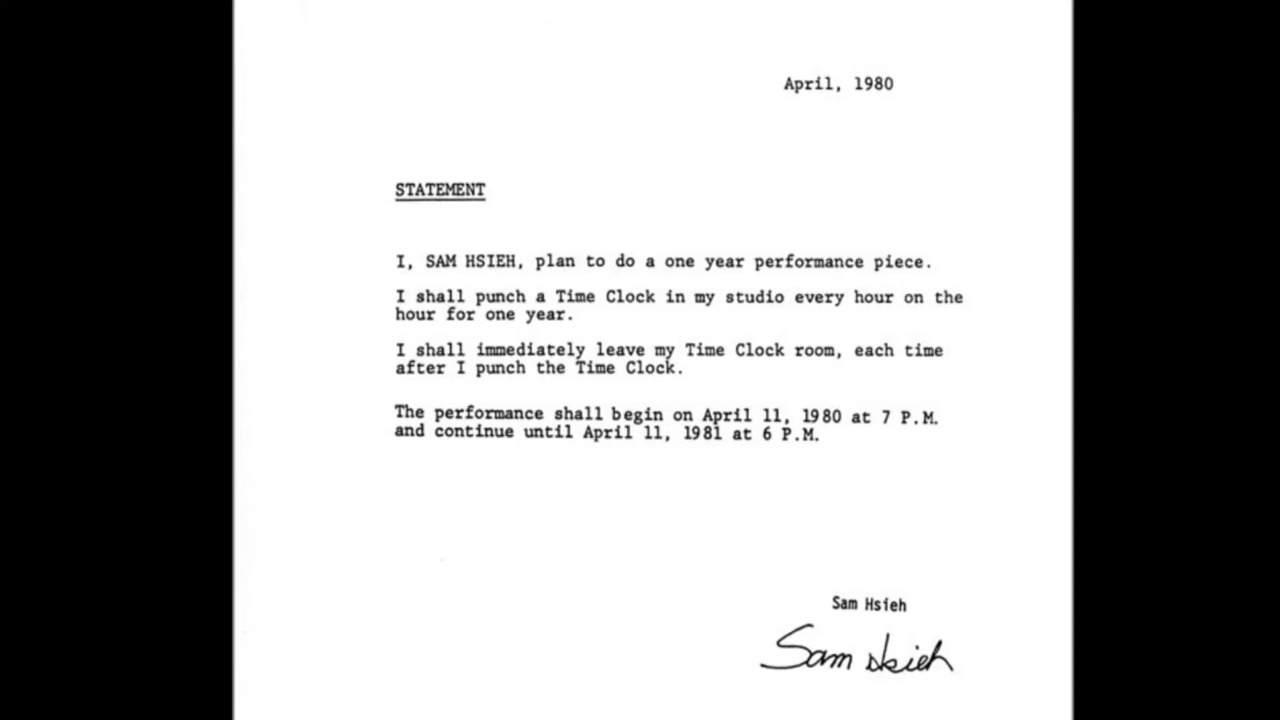 April, 1980
STATEMENT
I, SAM HSIEH, plan to do a one year performance piece.
I shall punch a Time Clock in my studio every hour on the
hour for one year.
I shall immediately leave my Time Clock room, each time
after I punch the Time Clock.
The performance shall begin on April 11, 1980 at 7 P.M.
and continue until April 11, 1981 at 6 P.M.
Sam Hsieh
Sam Hsieh